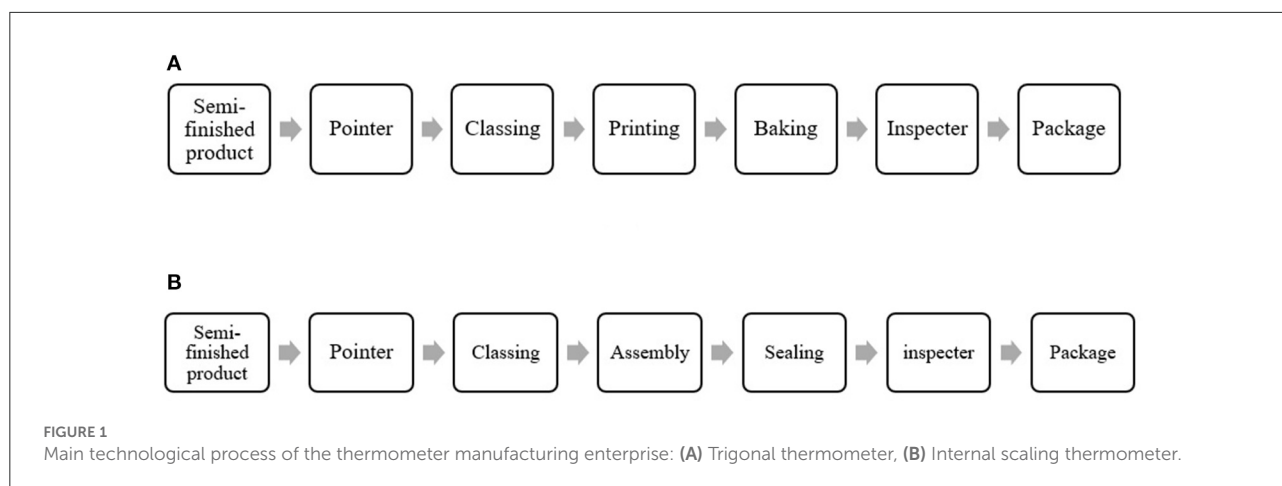 A
Semi-
finished
product
Pointer
Classing
Printing
Baking
Inspecter
Package
B
Semi-
finished
product
Pointer
Classing
Assembly
Sealing
inspecter
Package
FIGURE 1
Main technological process of the thermometer manufacturing enterprise: (A) Trigonal thermometer, (B) Internal scaling thermometer.